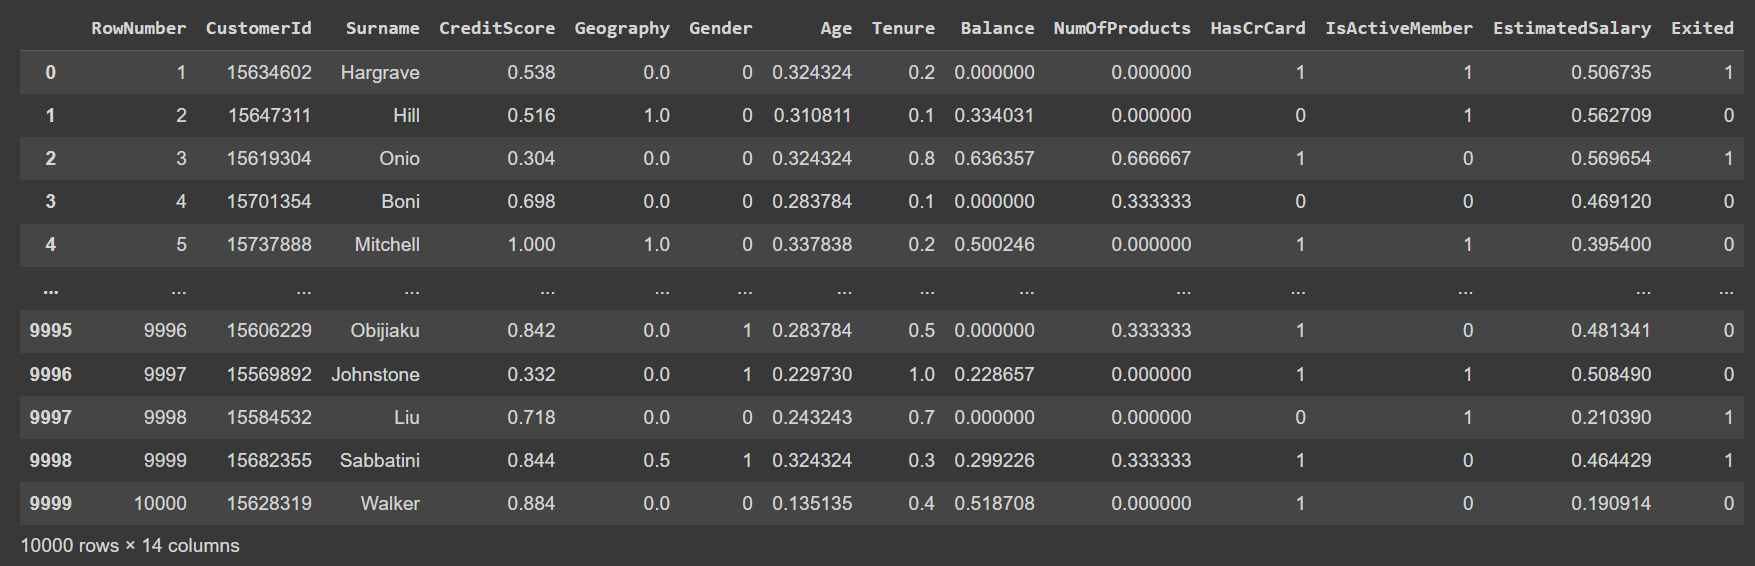 RowNumber CustomerId Surname CreditScore Geography Gender Age Tenure Balance NumOfProducts HasCrCard IsActiveMember EstimatedSalary Exited
0 1 15634602 Hargrave 0.538 0.0 0 0.324324 0.2 0.000000 0.000000 1 1 0.506735 1
1 2 15647311 Hill 0.516 1.0 0 0.310811 0.1 0.334031 0.000000 0 1 0.562709 0
2 3 15619304 Onio 0.304 0.0 0 0.324324 0.8 0.636357 0.666667 1 0 0.569654 1
3 4 15701354 Boni 0.698 0.0 0 0.283784 0.1 0.000000 0.333333 0 0 0.469120 0
4 5 15737888 Mitchell 1.000 1.0 0 0.337838 0.2 0.500246 0.000000 1 1 0.395400 0
... ... ... ... ... ... ... ... ... ... ... ... ... ... ...
9995 9996 15606229 Obijiaku 0.842 0.0 1 0.283784 0.5 0.000000 0.333333 1 0 0.481341 0
9996 9997 15569892 Johnstone 0.332 0.0 1 0.229730 1.0 0.228657 0.000000 1 1 0.508490 0
9997 9998 15584532 Liu 0.718 0.0 0 0.243243 0.7 0.000000 0.000000 0 1 0.210390 1
9998 9999 15682355 Sabbatini 0.844 0.5 1 0.324324 0.3 0.299226 0.333333 1 0 0.464429 1
9999 10000 15628319 Walker 0.884 0.0 0 0.135135 0.4 0.518708 0.000000 1 0 0.190914 0
10000 rows × 14 columns